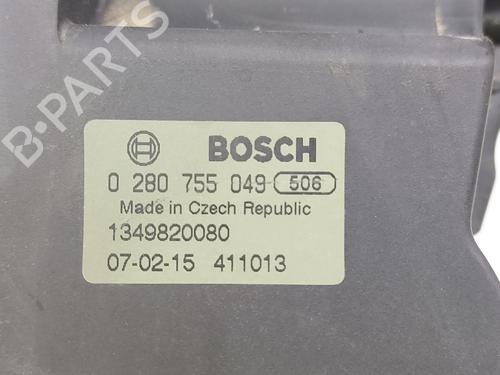 BOSCH
0 280 755 049 506
Made in Czech Republic
1349820080
07-02-15 411013
B-PARTS